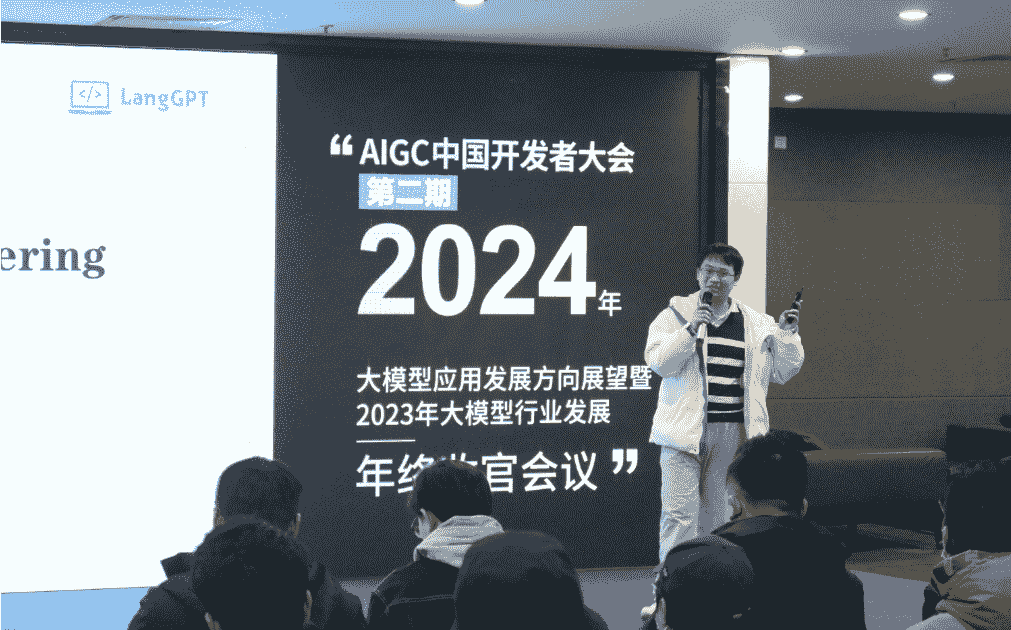 LangGPT
ering
“AIGC中国开发者大会
第二期
2024年
大模型应用发展方向展望暨
2023年大模型行业发展
年终收官会议”